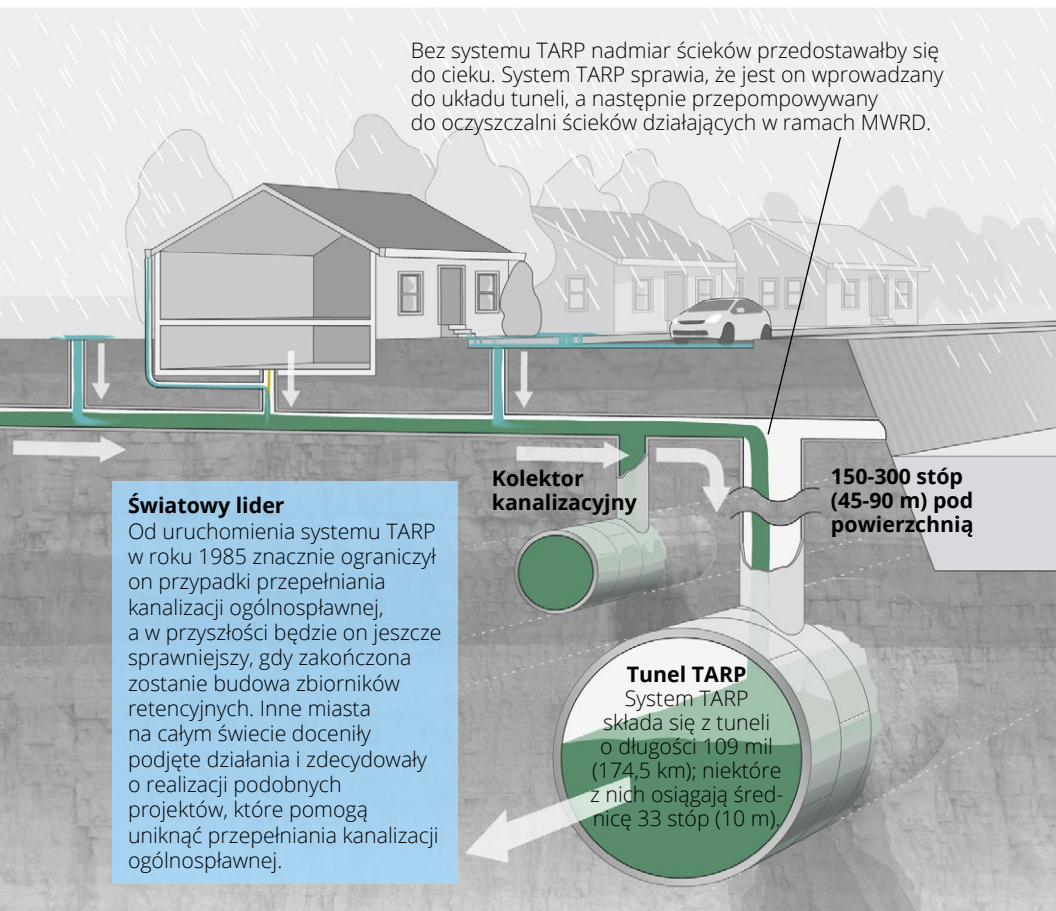 Bez systemu TARP nadmiar ścieków przedostawałby się
do cieku. System TARP sprawia, że jest on wprowadzany
do układu tuneli, a następnie przepompowywany
do oczyszczalni ścieków działających w ramach MWRD.
Kolektor
kanalizacyjny
150-300 stóp
(45-90 m) pod
powierzchnią
Światowy lider
Od uruchomienia systemu TARP
w roku 1985 znacznie ograniczył
on przypadki przepełniania
kanalizacji ogólnospławnej,
a w przyszłości będzie on jeszcze
sprawniejszy, gdy zakończona
zostanie budowa zbiorników
retencyjnych. Inne miasta
na całym świecie doceniły
podjęte działania i zdecydowały
o realizacji podobnych
projektów, które pomogą
uniknąć przepełniania kanalizacji
ogólnospławnej.
Tunel TARP
System TARP
składa się z tuneli
o długości 109 mil
(174,5 km); niektóre
z nich osiągają śred-
nicę 33 stóp (10 m).